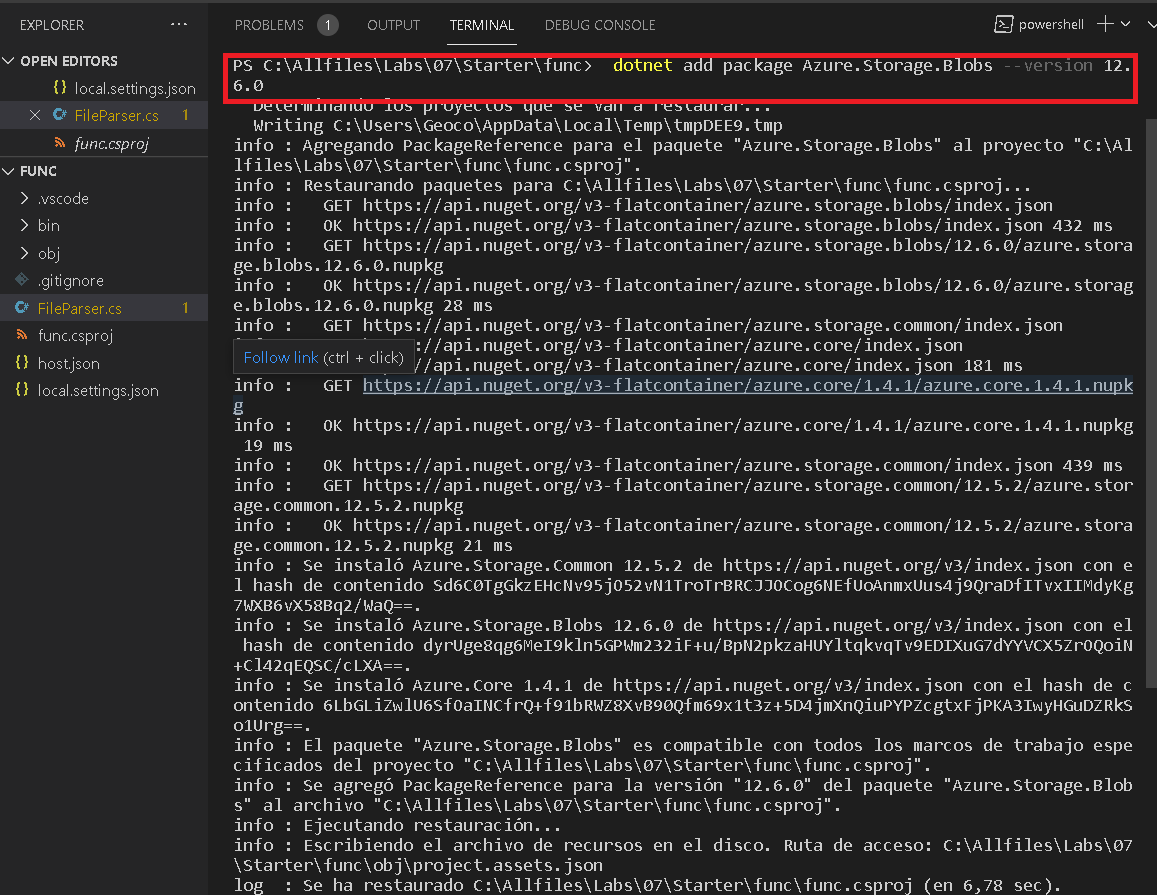 EXPLORER
PROBLEMS 1 OUTPUT TERMINAL DEBUG CONSOLE powershell
OPEN EDITORS
local.settings.json
FileParser.cs 1
func.csproj
FUNC
.vscode
bin
obj
.gitignore
FileParser.cs 1
func.csproj
host.json
local.settings.json
PS C:\Allfiles\Labs\07\Starter\func> dotnet add package Azure.Storage.Blobs --version 12.
6.0
Determinando los proyectos que se van a restaurar...
Writing C:\Users\Geoco\AppData\Local\Temp\tmpDEE9.tmp
info : Agregando PackageReference para el paquete "Azure.Storage.Blobs" al proyecto "C:\Al
lfiles\Labs\07\Starter\func\func.csproj".
info : Restaurando paquetes para C:\Allfiles\Labs\07\Starter\func\func.csproj...
info :   GET https://api.nuget.org/v3-flatcontainer/azure.storage.blobs/index.json
info :   OK https://api.nuget.org/v3-flatcontainer/azure.storage.blobs/index.json 432 ms
info :   GET https://api.nuget.org/v3-flatcontainer/azure.storage.blobs/12.6.0/azure.stora
ge.blobs.12.6.0.nupkg
info :   OK https://api.nuget.org/v3-flatcontainer/azure.storage.blobs/12.6.0/azure.storag
e.blobs.12.6.0.nupkg 28 ms
info :   GET https://api.nuget.org/v3-flatcontainer/azure.storage.common/index.json
://api.nuget.org/v3-flatcontainer/azure.core/index.json
Follow link (ctrl + click)
://api.nuget.org/v3-flatcontainer/azure.core/index.json 181 ms
info :   GET https://api.nuget.org/v3-flatcontainer/azure.core/1.4.1/azure.core.1.4.1.nupk
g
info :   OK https://api.nuget.org/v3-flatcontainer/azure.core/1.4.1/azure.core.1.4.1.nupkg
19 ms
info :   OK https://api.nuget.org/v3-flatcontainer/azure.storage.common/index.json 439 ms
info :   GET https://api.nuget.org/v3-flatcontainer/azure.storage.common/12.5.2/azure.stor
age.common.12.5.2.nupkg
info :   OK https://api.nuget.org/v3-flatcontainer/azure.storage.common/12.5.2/azure.stora
ge.common.12.5.2.nupkg 21 ms
info : Se instaló Azure.Storage.Common 12.5.2 de https://api.nuget.org/v3/index.json con e
l hash de contenido Sd6C0TgGkzEHcNv95jO52vN1TroTrBRCJJOCog6NEfUoAnmxUus4j9QraDfITvxIIMdyKg
7WXB6vX58Bq2/WaQ==.
info : Se instaló Azure.Storage.Blobs 12.6.0 de https://api.nuget.org/v3/index.json con el
hash de contenido dyrUge8qg6MeI9kln5GPWm232iF+u/BpN2pkzaHUYltqkvqTv9EDIXuG7dYYVCX5Zr0QoiN
+Cl42qEQSC/cLXA==.
info : Se instaló Azure.Core 1.4.1 de https://api.nuget.org/v3/index.json con el hash de c
ontenido 6LbGLiZwlU6SfOaINCfrQ+f91bRWZ8XvB90Qfm69x1t3z+5D4jmXnQiuPYPZcgtxFjPKA3IwyHGuDZRkS
o1Urg==.
info : El paquete "Azure.Storage.Blobs" es compatible con todos los marcos de trabajo espe
cificados del proyecto "C:\Allfiles\Labs\07\Starter\func\func.csproj".
info : Se agregó PackageReference para la versión "12.6.0" del paquete "Azure.Storage.Blob
s" al archivo "C:\Allfiles\Labs\07\Starter\func\func.csproj".
info : Ejecutando restauración...
info : Escribiendo el archivo de recursos en el disco. Ruta de acceso: C:\Allfiles\Labs\07
\Starter\func\obj\project.assets.json
log  : Se ha restaurado C:\Allfiles\Labs\07\Starter\func\func.csproj (en 6,78 sec).